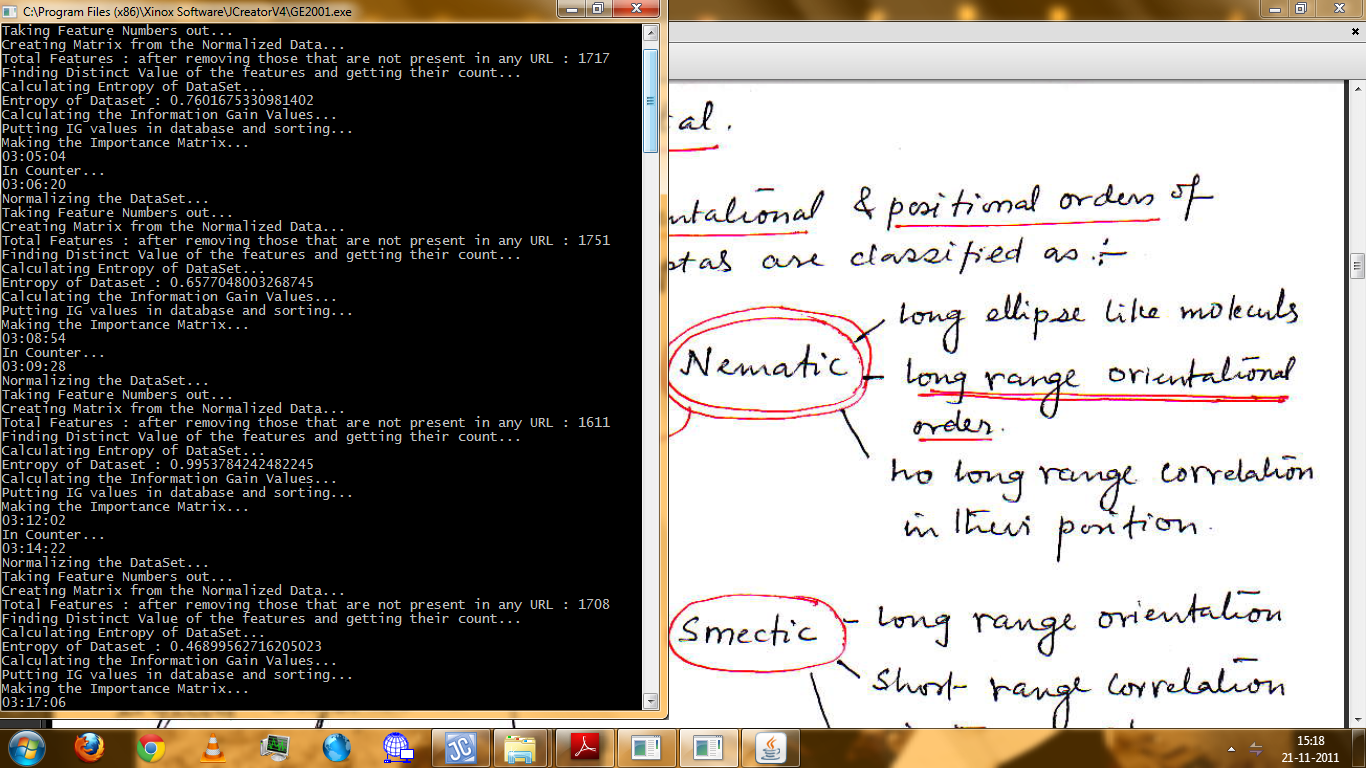 C:\Program Files (x86)\Xinox Software\JCreatorV4\GE2001.exe
Taking Feature Numbers out...
Creating Matrix from the Normalized Data...
Total Features : after removing those that are not present in any URL : 1717
Finding Distinct Value of the features and getting their count...
Calculating Entropy of DataSet...
Entropy of Dataset : 0.7601675330981402
Calculating the Information Gain Values...
Putting IG values in database and sorting...
Making the Importance Matrix...
03:05:04
In Counter...
03:06:20
Normalizing the DataSet...
Taking Feature Numbers out...
Creating Matrix from the Normalized Data...
Total Features : after removing those that are not present in any URL : 1751
Finding Distinct Value of the features and getting their count...
Calculating Entropy of DataSet...
Entropy of Dataset : 0.6577048003268745
Calculating the Information Gain Values...
Putting IG values in database and sorting...
Making the Importance Matrix...
03:08:54
In Counter...
03:09:28
Normalizing the DataSet...
Taking Feature Numbers out...
Creating Matrix from the Normalized Data...
Total Features : after removing those that are not present in any URL : 1611
Finding Distinct Value of the features and getting their count...
Calculating Entropy of DataSet...
Entropy of Dataset : 0.9953784242482245
Calculating the Information Gain Values...
Putting IG values in database and sorting...
Making the Importance Matrix...
03:12:02
In Counter...
03:14:22
Normalizing the DataSet...
Taking Feature Numbers out...
Creating Matrix from the Normalized Data...
Total Features : after removing those that are not present in any URL : 1708
Finding Distinct Value of the features and getting their count...
Calculating Entropy of DataSet...
Entropy of Dataset : 0.46899562716205023
Calculating the Information Gain Values...
Putting IG values in database and sorting...
Making the Importance Matrix...
03:17:06
al.
ntational & positional orders of
stals are classified as :-
long ellipse like moleculs
Nematic - long range orientational
order.
no long range correlation
in their position.
Smectic - long range orientation
short range correlation
JC
15:18
21-11-2011